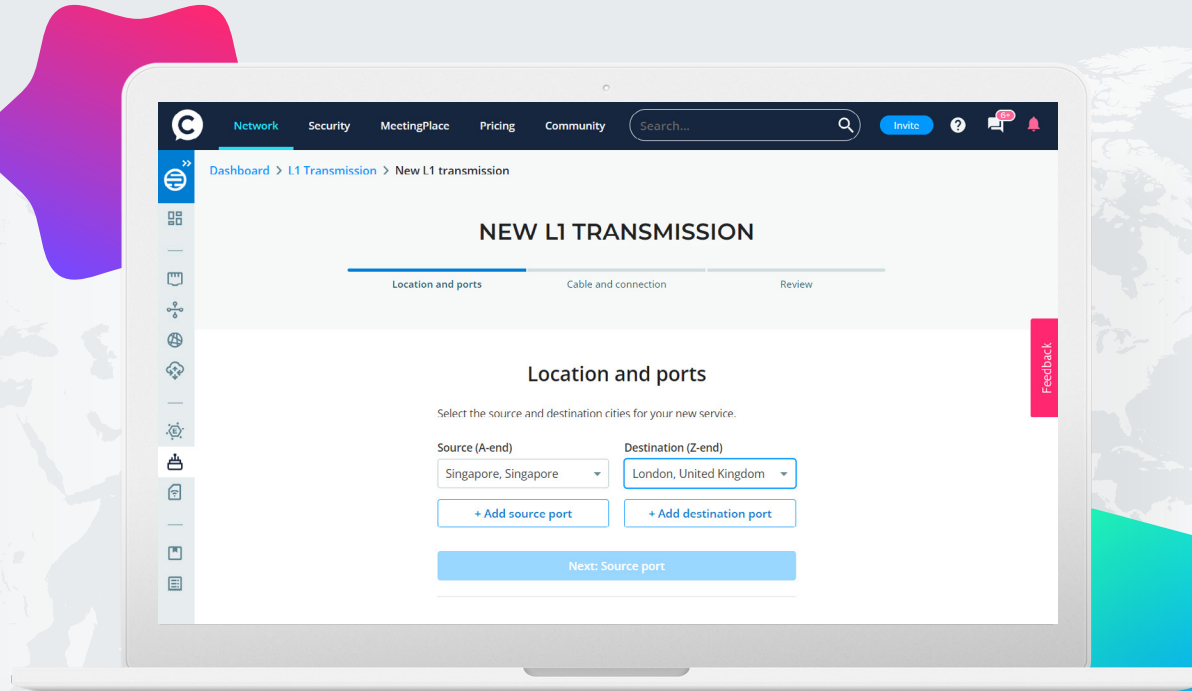 Network Security MeetingPlace Pricing Community Search... Invite ? 6+
Dashboard > L1 Transmission > New L1 transmission
NEW L1 TRANSMISSION
Location and ports Cable and connection Review
Feedback
Location and ports
Select the source and destination cities for your new service.
Source (A-end) Destination (Z-end)
Singapore, Singapore London, United Kingdom
+ Add source port + Add destination port
Next: Source port